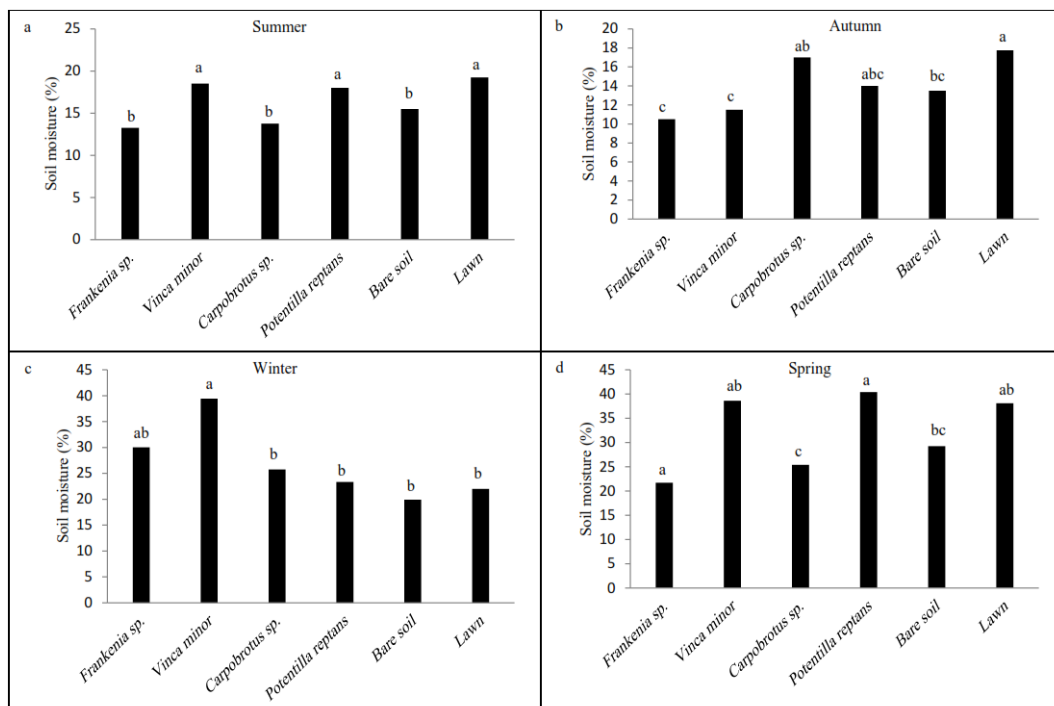 a
Summer
Soil moisture (%)
25
20
15
10
5
0
b
a
b
a
b
a
Frankenia sp.
Vinca minor
Carpobrotus sp.
Potentilla reptans
Bare soil
Lawn
b
Autumn
Soil moisture (%)
20
18
16
14
12
10
8
6
4
2
0
c
c
ab
abc
bc
a
Frankenia sp.
Vinca minor
Carpobrotus sp.
Potentilla reptans
Bare soil
Lawn
c
Winter
Soil moisture (%)
45
40
35
30
25
20
15
10
5
0
ab
a
b
b
b
b
Frankenia sp.
Vinca minor
Carpobrotus sp.
Potentilla reptans
Bare soil
Lawn
d
Spring
Soil moisture (%)
45
40
35
30
25
20
15
10
5
0
a
ab
c
a
bc
ab
Frankenia sp.
Vinca minor
Carpobrotus sp.
Potentilla reptans
Bare soil
Lawn